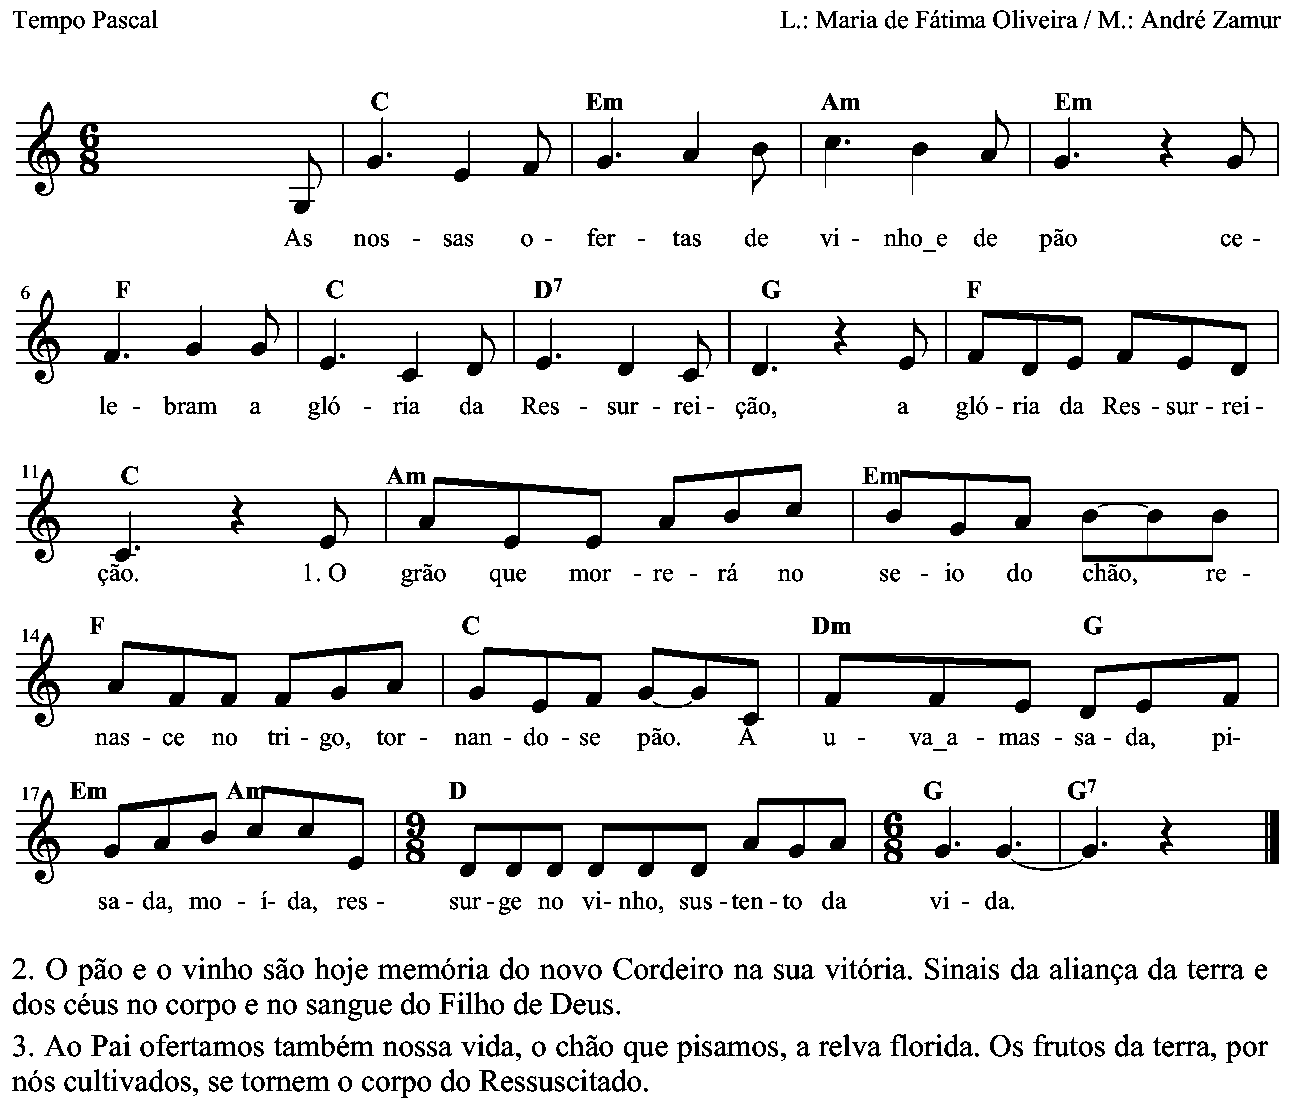 Tempo Pascal L.: Maria de Fátima Oliveira / M.: André Zamur
C Em Am Em
6 8
As nos - sas o - fer - tas de vi - nho_e de pão ce -
6 F C D7 G F
le - bram a gló - ria da Res - sur - rei - ção, a gló - ria da Res - sur - rei -
11 C Am Em
ção. 1. O grão que mor - re - rá no se - io do chão, re -
14 F C Dm G
nas - ce no tri - go, tor - nan - do - se pão. A u - va_a - mas - sa - da, pi-
17 Em Am D G G7
9 8 6 8
sa - da, mo - í- da, res - sur - ge no vi - nho, sus - ten - to da vi - da.
2. O pão e o vinho são hoje memória do novo Cordeiro na sua vitória. Sinais da aliança da terra e
dos céus no corpo e no sangue do Filho de Deus.
3. Ao Pai ofertamos também nossa vida, o chão que pisamos, a relva florida. Os frutos da terra, por
nós cultivados, se tornem o corpo do Ressuscitado.